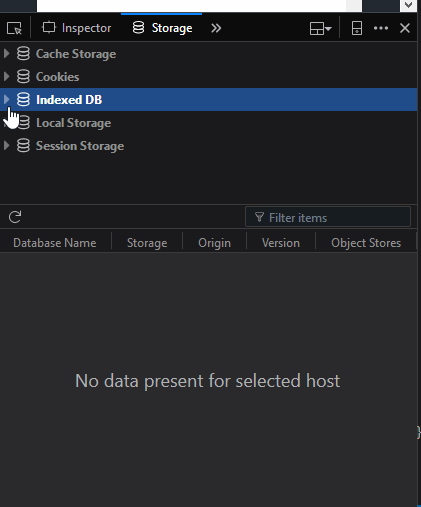 Inspector Storage
Cache Storage
Cookies
Indexed DB
Local Storage
Session Storage
Filter items
Database Name Storage Origin Version Object Stores
No data present for selected host
}